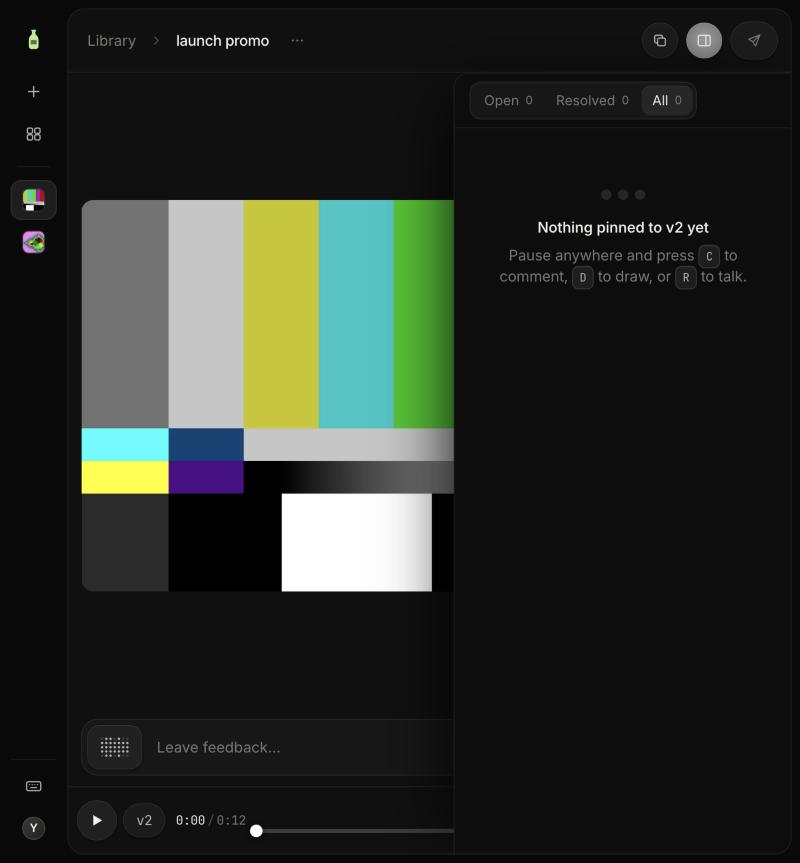 Library > launch promo ...
Open 0 Resolved 0 All 0
Nothing pinned to v2 yet
Pause anywhere and press C to
comment, D to draw, or R to talk.
Leave feedback...
v2 0:00 / 0:12
Y